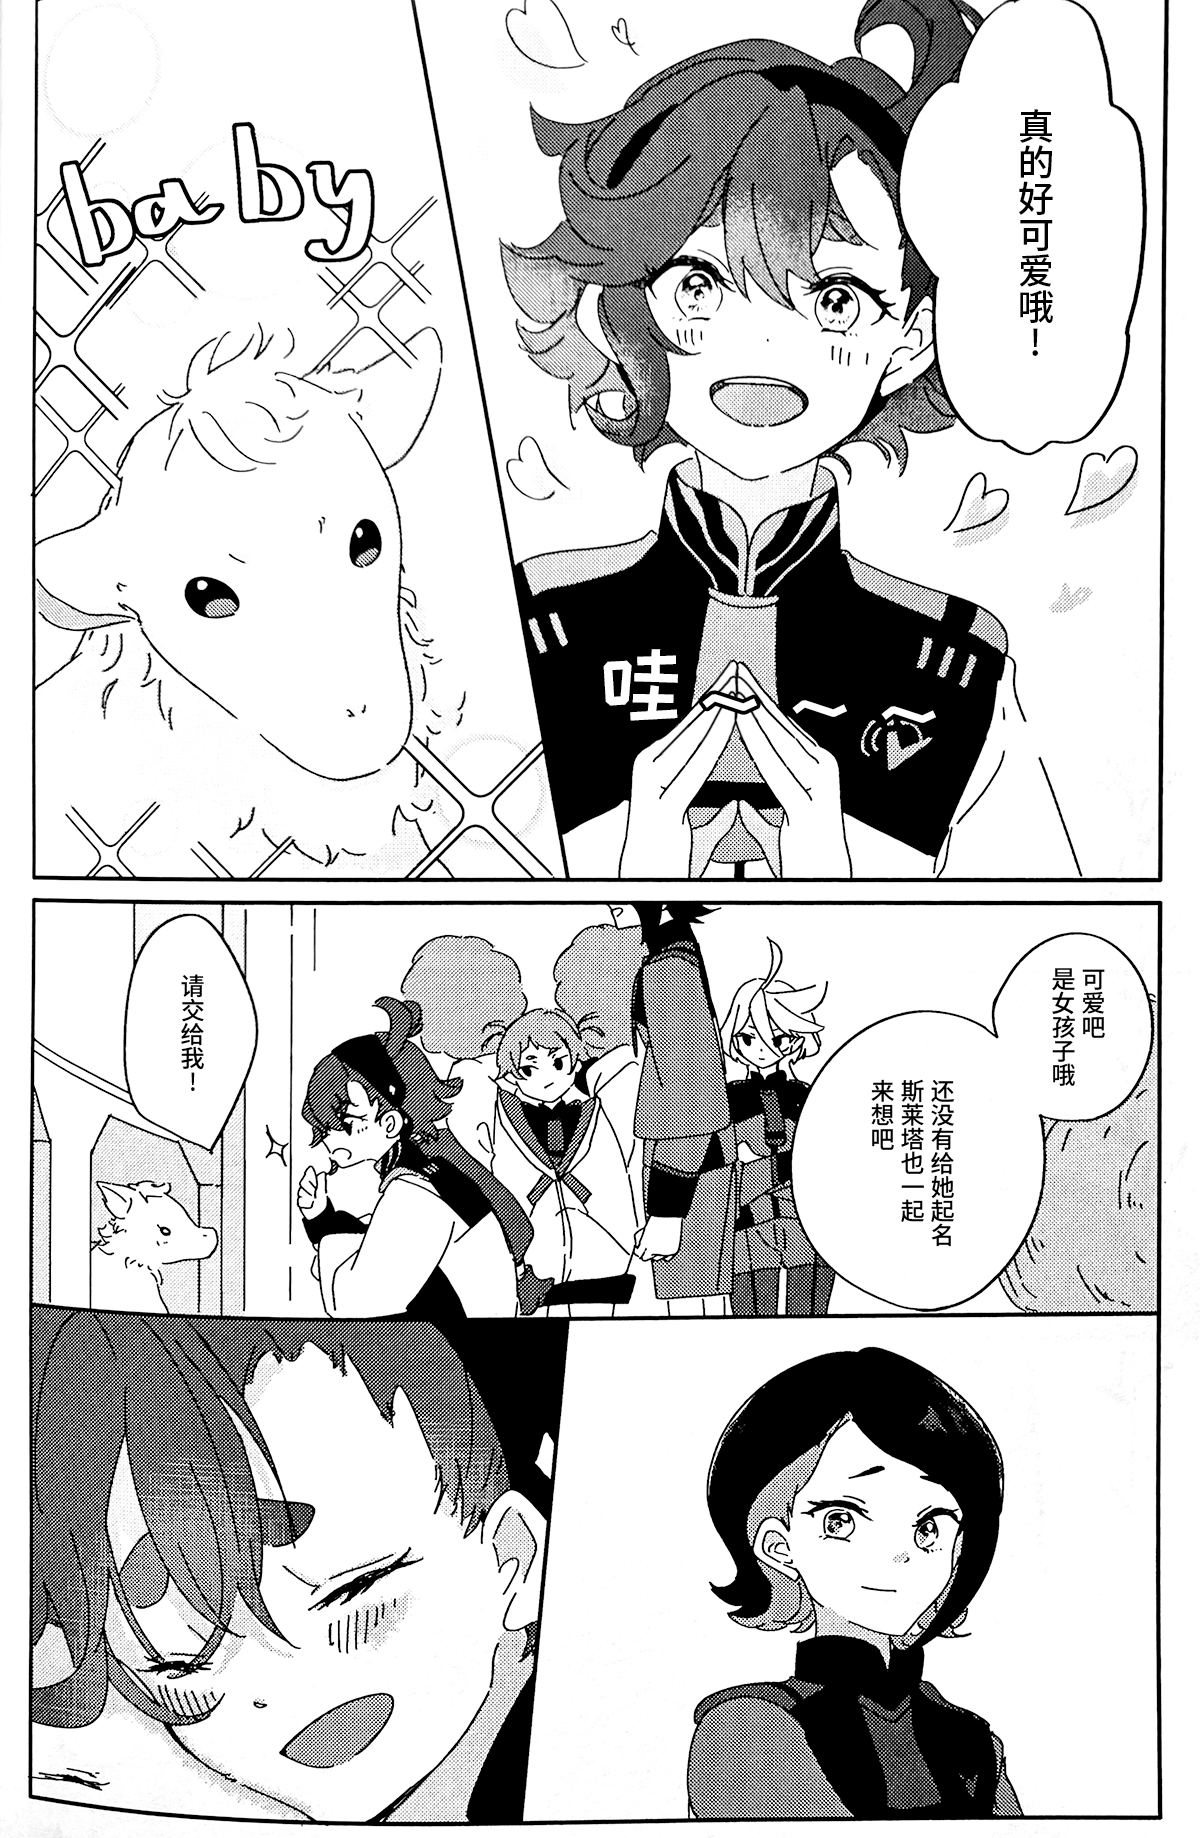 真的好可爱哦！
哇～～
baby
可爱吧
是女孩子哦
还没有给她起名
斯莱塔也一起
来想吧
请交给我！